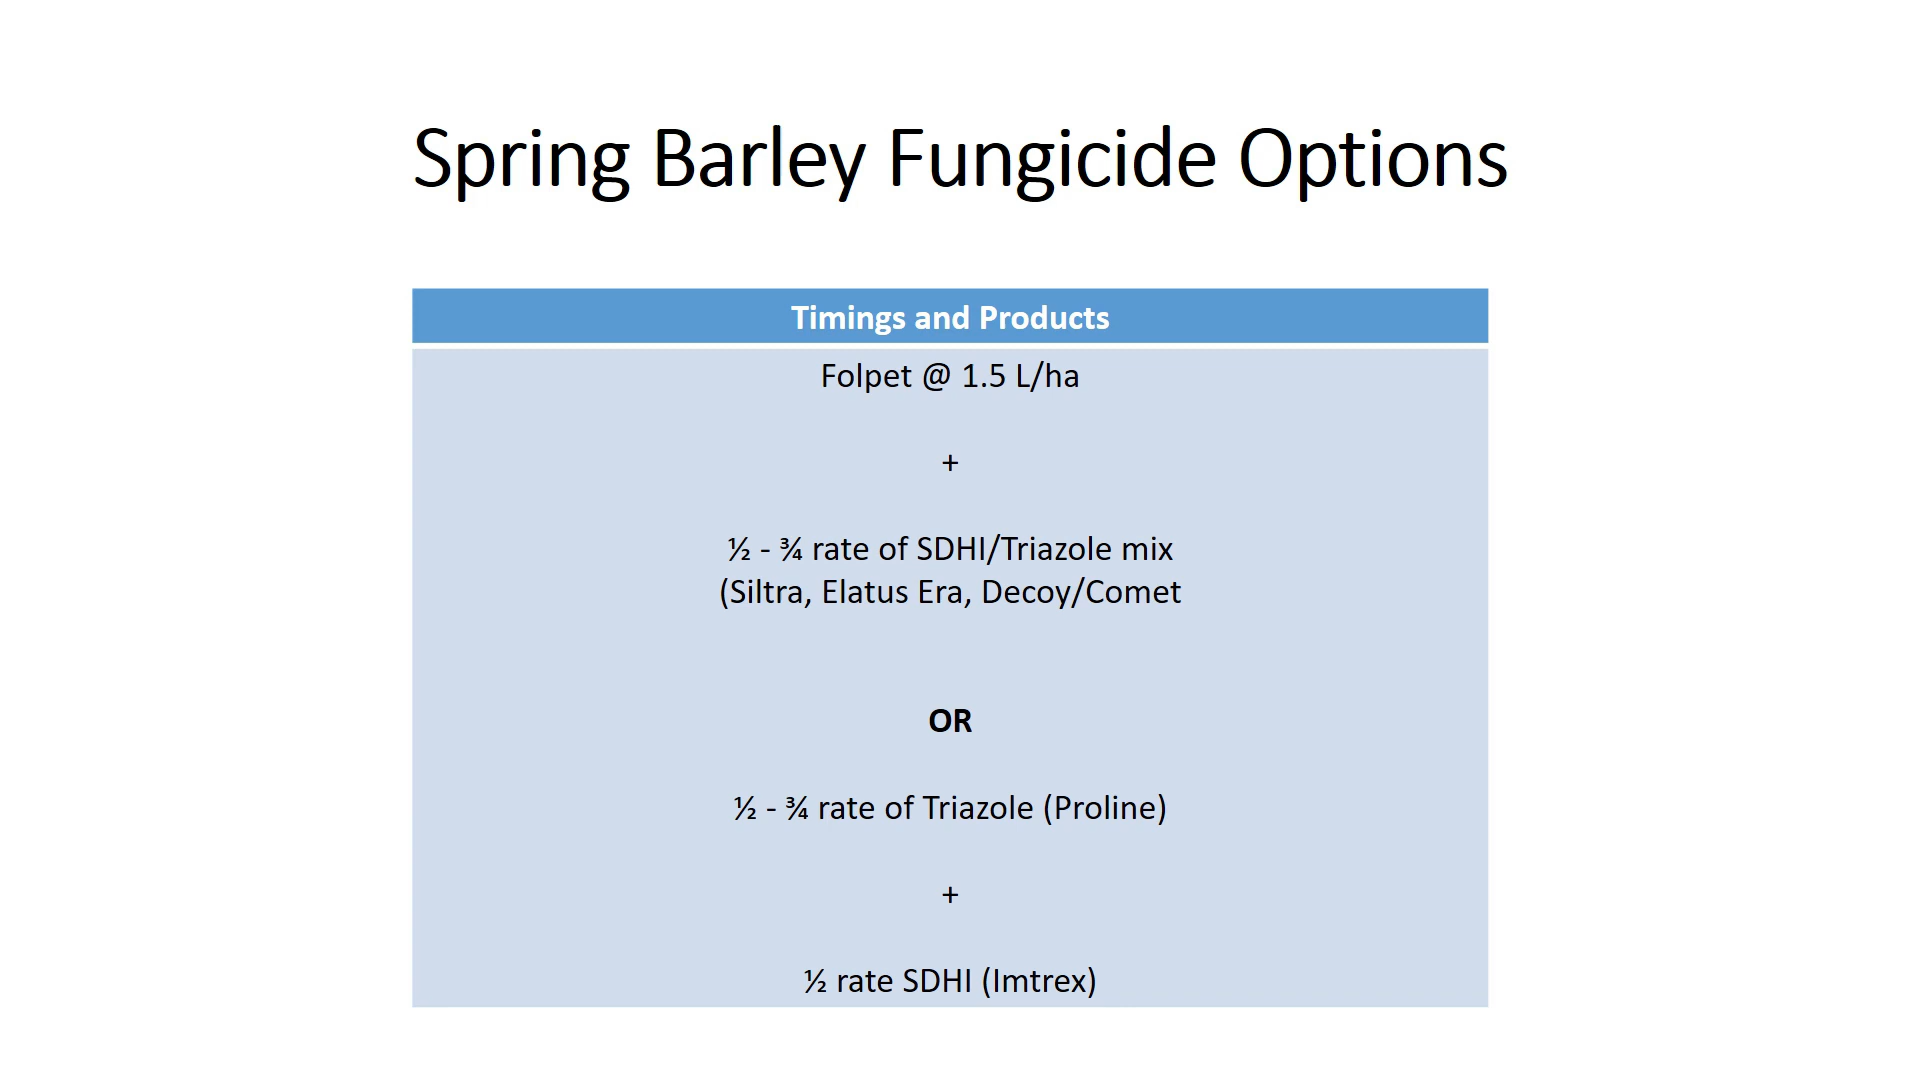 Spring Barley Fungicide Options
Timings and Products
Folpet @ 1.5 L/ha
+
½ - ¾ rate of SDHI/Triazole mix
(Siltra, Elatus Era, Decoy/Comet
OR
½ - ¾ rate of Triazole (Proline)
+
½ rate SDHI (Imtrex)